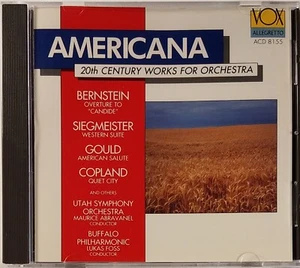 VOX
ALLEGRETTO
ACD 8155
AMERICANA
20th CENTURY WORKS FOR ORCHESTRA
BERNSTEIN
OVERTURE TO
"CANDIDE"
SIEGMEISTER
WESTERN SUITE
GOULD
AMERICAN SALUTE
COPLAND
QUIET CITY
AND OTHERS
UTAH SYMPHONY
ORCHESTRA
MAURICE ABRAVANEL
CONDUCTOR
BUFFALO
PHILHARMONIC
LUKAS FOSS
CONDUCTOR